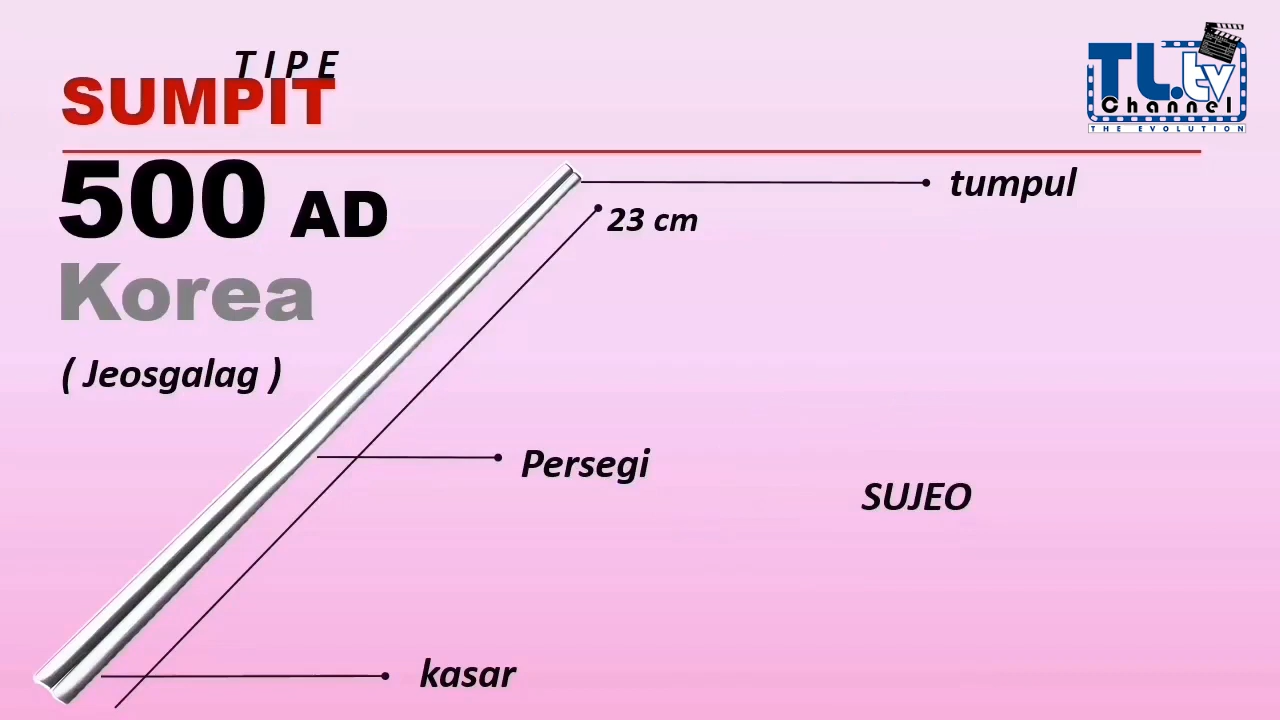 TIPE
SUMPIT
TL.tv
Channel
THE EVOLUTION
500 AD
tumpul
23 cm
Korea
( Jeosgalag )
Persegi
SUJEO
kasar